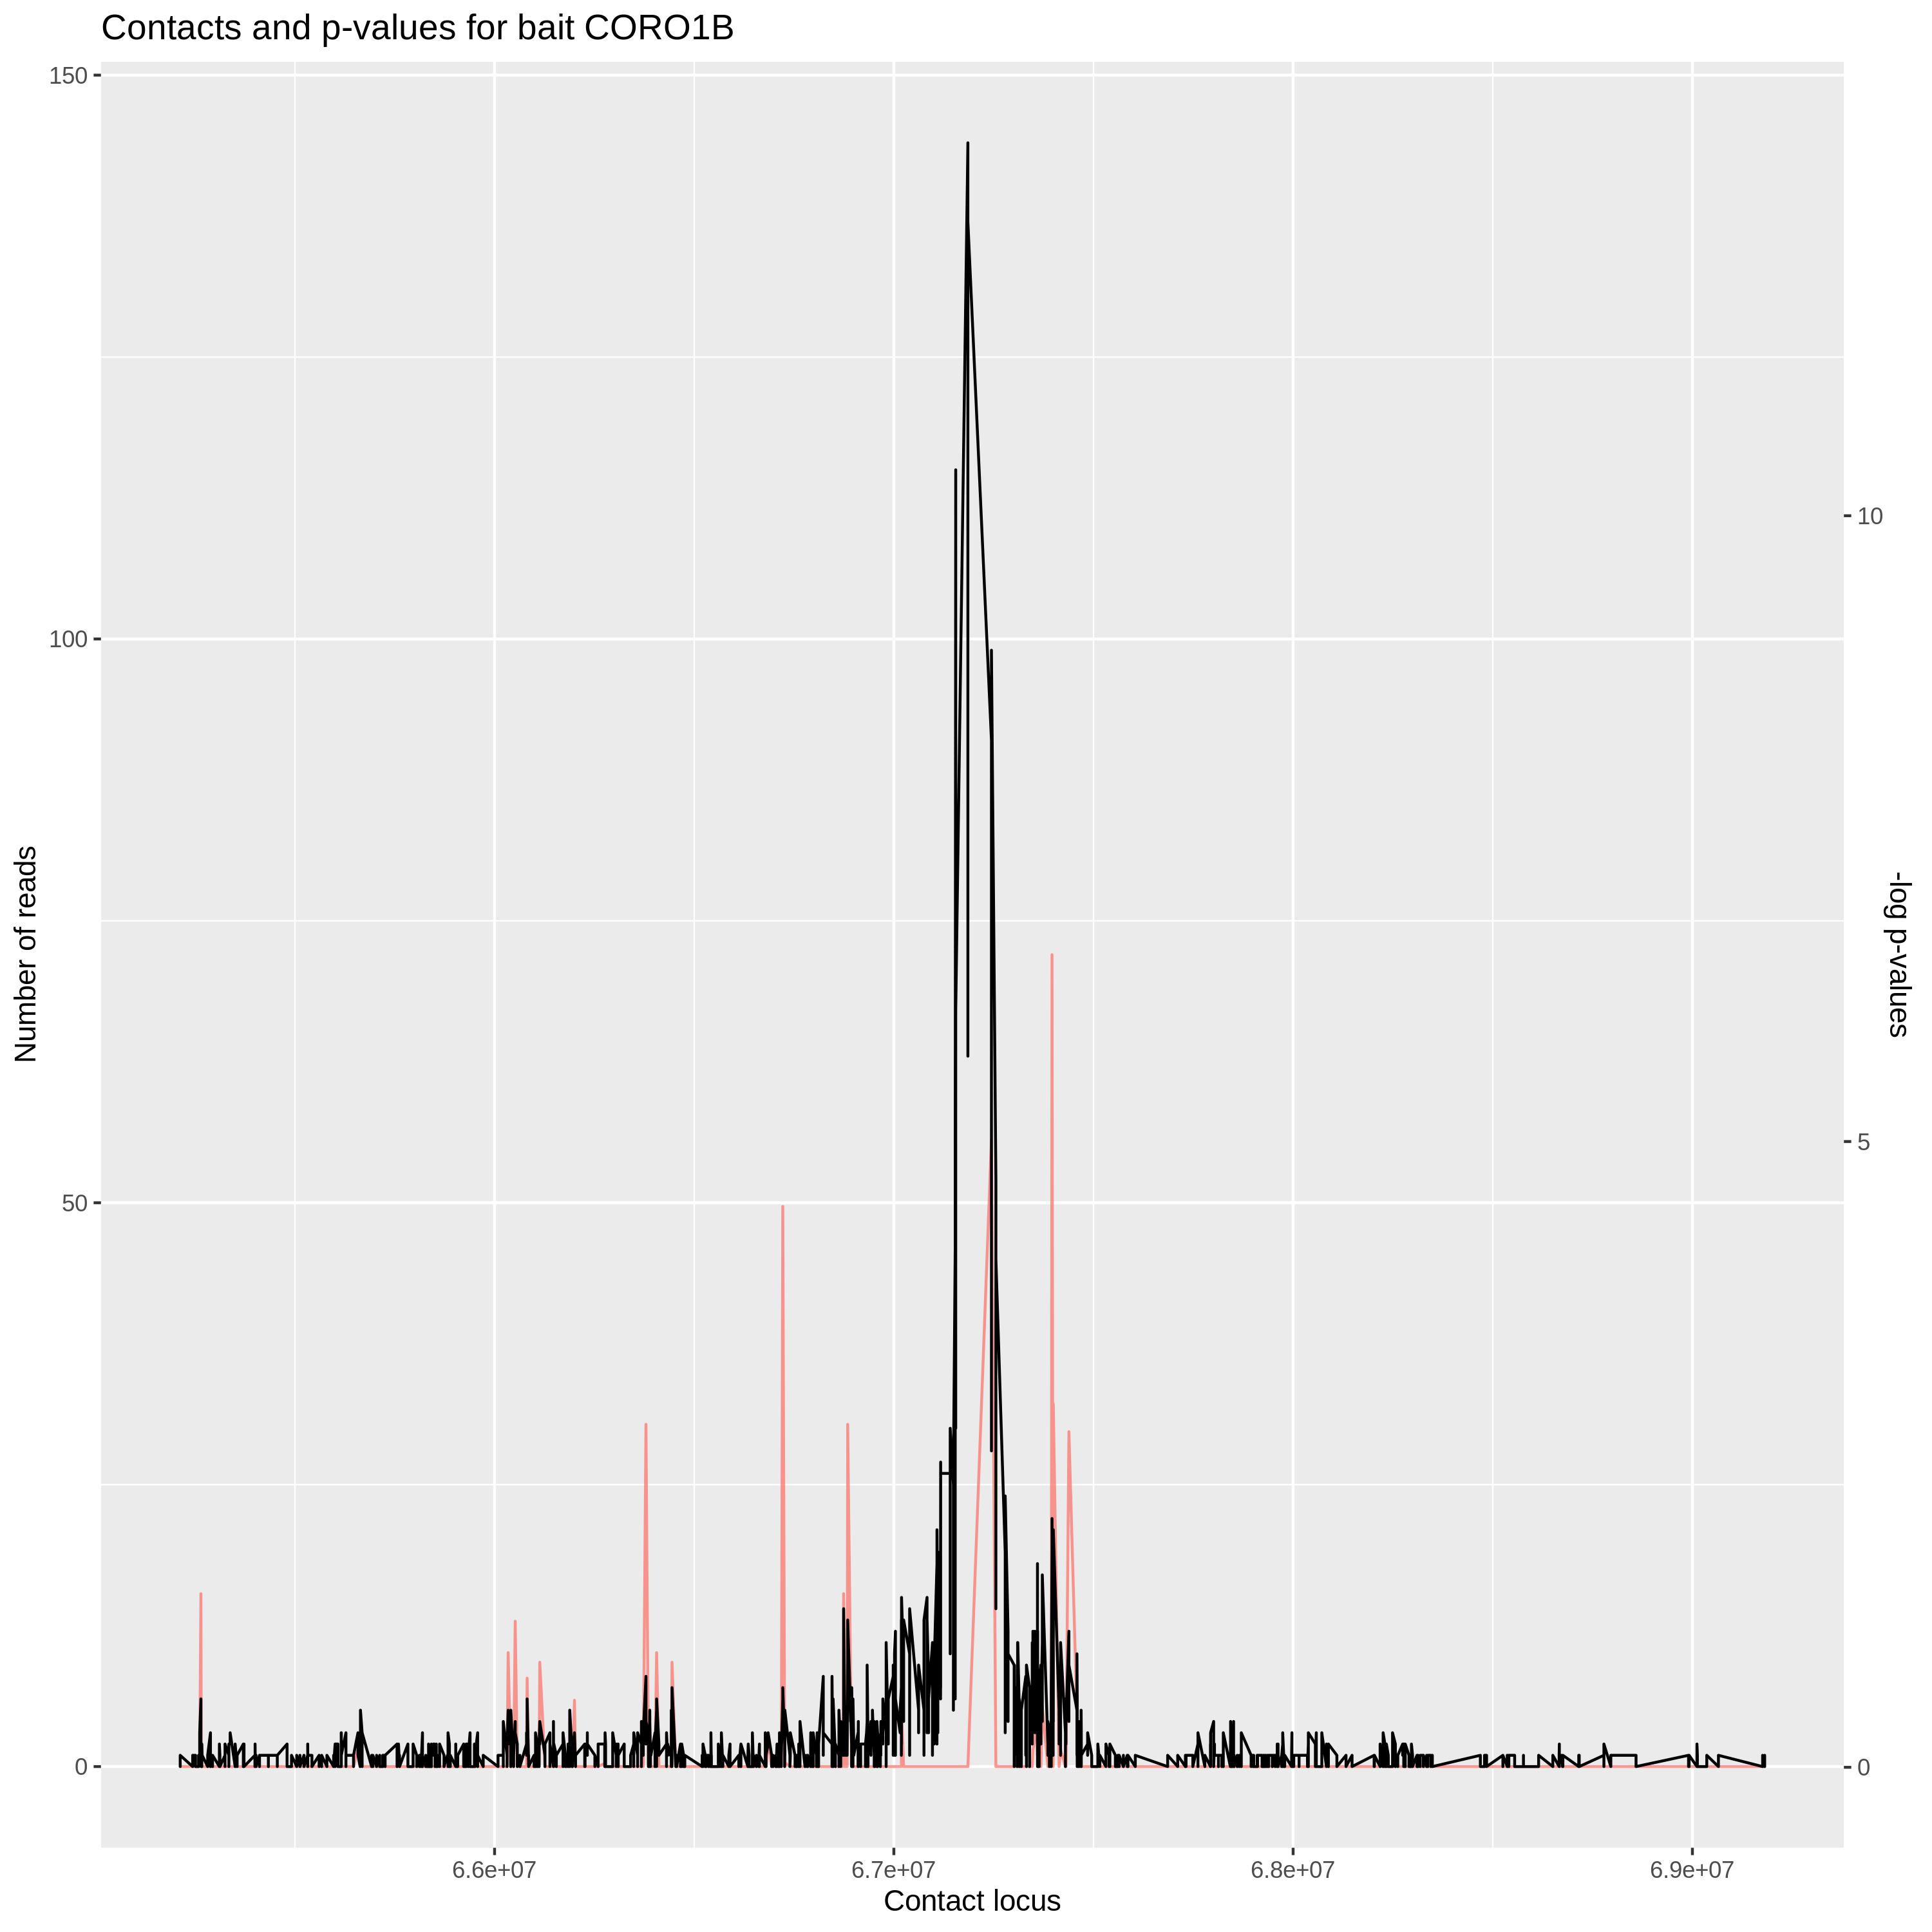 Contacts and p-values for bait CORO1B
150
100
50
0
10
5
0
Number of reads
-log p-values
6.6e+07
6.7e+07
6.8e+07
6.9e+07
Contact locus